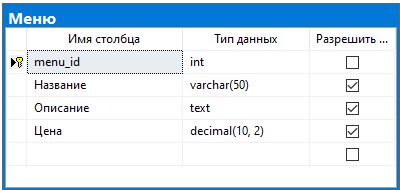 Меню
Имя столбца Тип данных Разрешить ...
menu_id int
Название varchar(50)
Описание text
Цена decimal(10, 2)